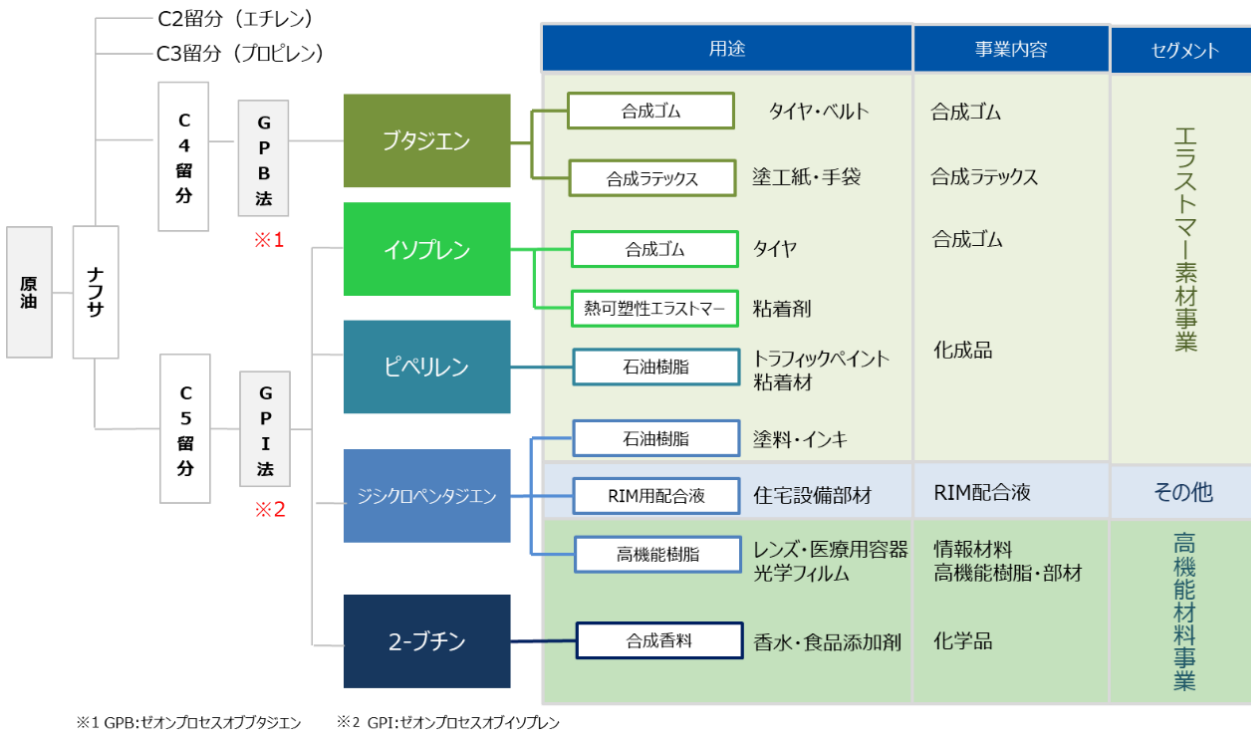 C2留分（エチレン）
C3留分（プロピレン）
用途
事業内容
セグメント
原油
ナフサ
C4留分
GPB法
※1
C5留分
GPI法
※2
ブタジエン
合成ゴム
タイヤ・ベルト
合成ゴム
合成ラテックス
塗工紙・手袋
合成ラテックス
イソプレン
合成ゴム
タイヤ
合成ゴム
熱可塑性エラストマー
粘着剤
ピペリレン
石油樹脂
トラフィックペイント
粘着材
化成品
ジシクロペンタジエン
石油樹脂
塗料・インキ
エラストマー素材事業
RIM用配合液
住宅設備部材
RIM配合液
その他
高機能樹脂
レンズ・医療用容器
光学フィルム
情報材料
高機能樹脂・部材
2-ブチン
合成香料
香水・食品添加剤
化学品
高機能材料事業
※1 GPB:ゼオンプロセスオブブタジエン
※2 GPI:ゼオンプロセスオブイソプレン